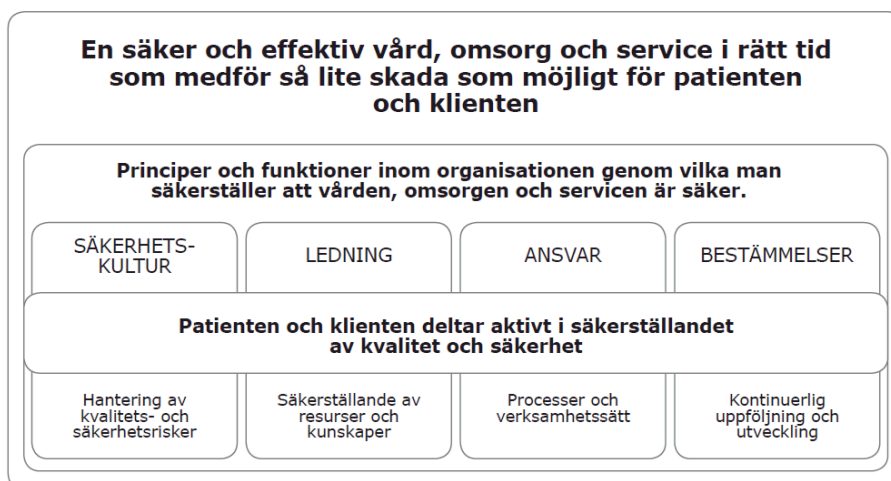 En säker och effektiv vård, omsorg och service i rätt tid
som medför så lite skada som möjligt för patienten
och klienten
Principer och funktioner inom organisationen genom vilka man
säkerställer att vården, omsorgen och servicen är säker.
SÄKERHETS-
KULTUR
LEDNING
ANSVAR
BESTÄMMELSER
Patienten och klienten deltar aktivt i säkerställandet
av kvalitet och säkerhet
Hantering av
kvalitets- och
säkerhetsrisker
Säkerställande av
resurser och
kunskaper
Processer och
verksamhetssätt
Kontinuerlig
uppföljning och
utveckling